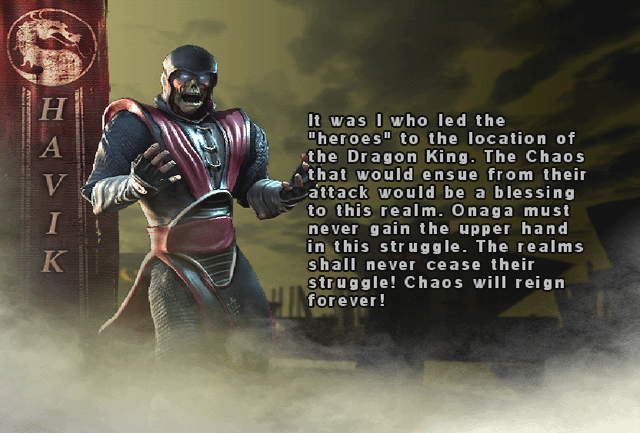 HAVIK
It was I who led the
"heroes" to the location of
the Dragon King. The Chaos
that would ensue from their
attack would be a blessing
to this realm. Onaga must
never gain the upper hand
in this struggle. The realms
shall never cease their
struggle! Chaos will reign
forever!